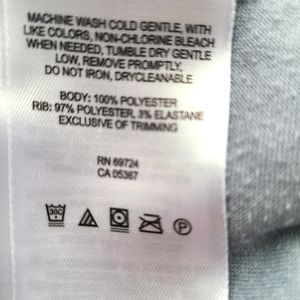 MACHINE WASH COLD GENTLE, WITH
LIKE COLORS, NON-CHLORINE BLEACH
WHEN NEEDED, TUMBLE DRY GENTLE
LOW, REMOVE PROMPTLY,
DO NOT IRON, DRYCLEANABLE
BODY: 100% POLYESTER
RIB: 97% POLYESTER, 3% ELASTANE
EXCLUSIVE OF TRIMMING
RN 69724
CA 05367
P